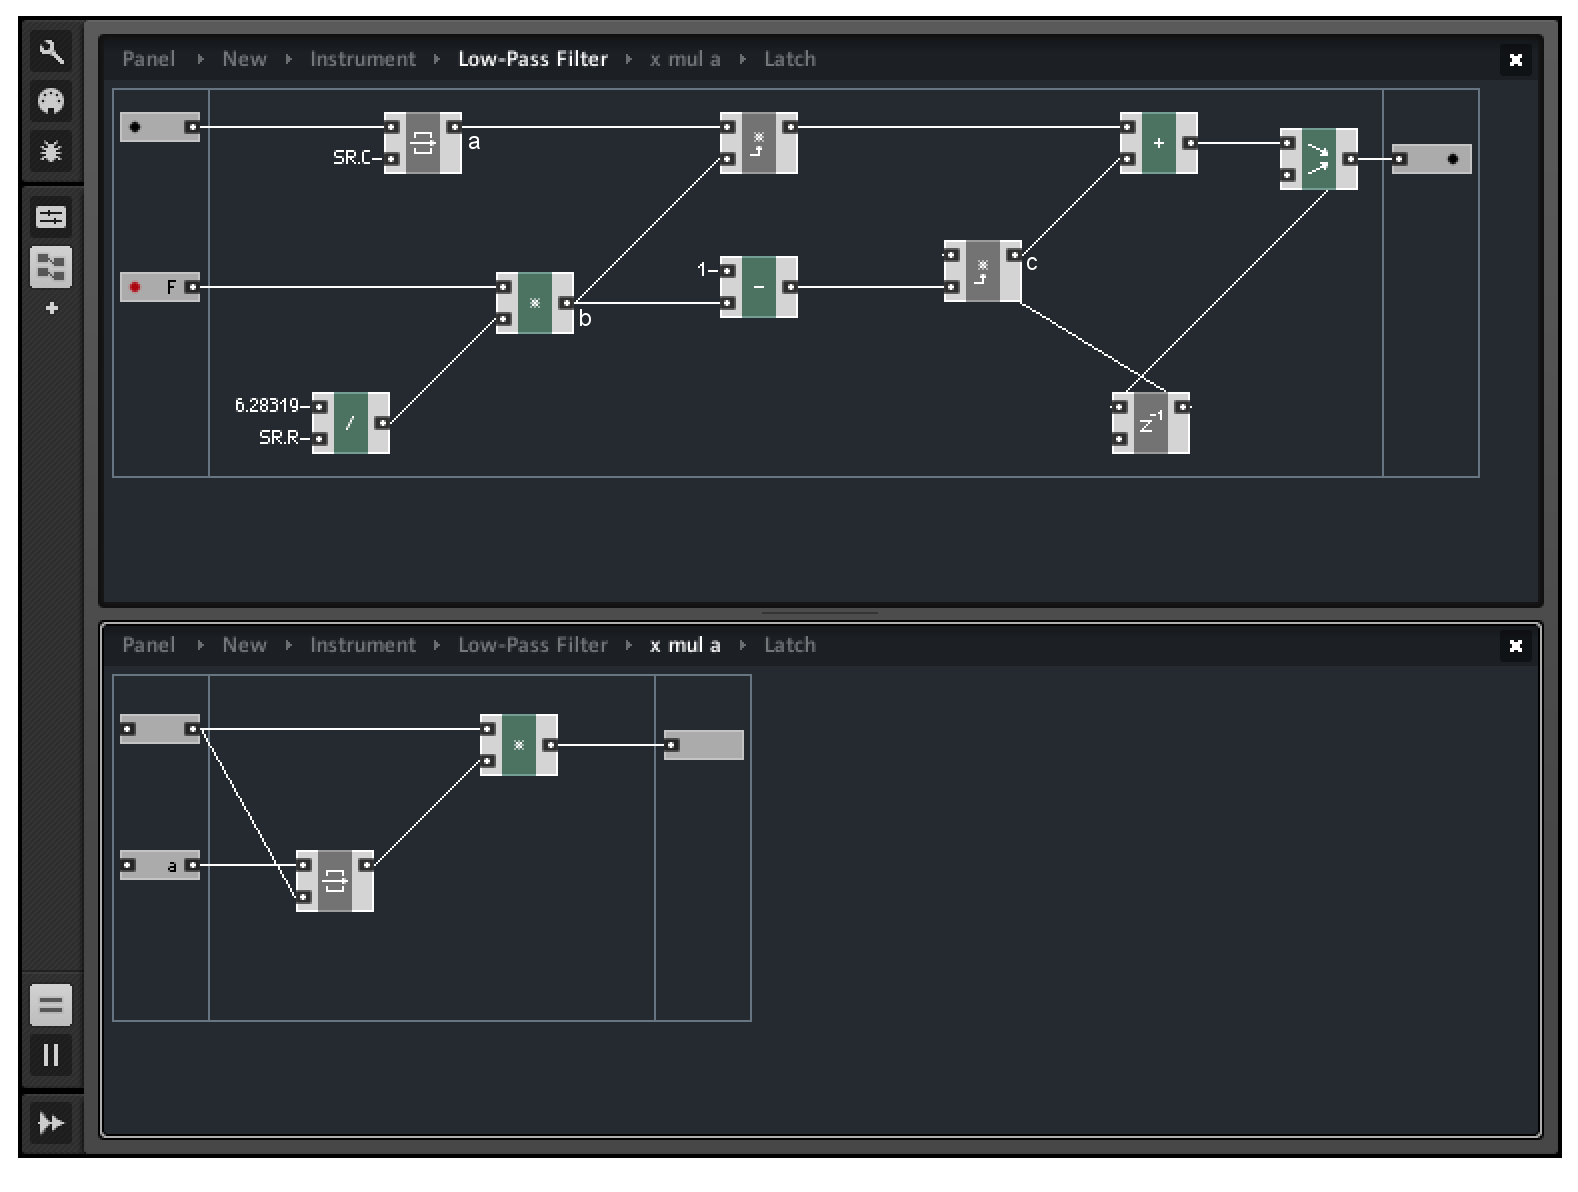 Panel New Instrument Low-Pass Filter x mul a Latch
SR.C
a
+
F
*
b
1
-
*
c
6.28319
SR.R
/
z-1
Panel New Instrument Low-Pass Filter x mul a Latch
*
a